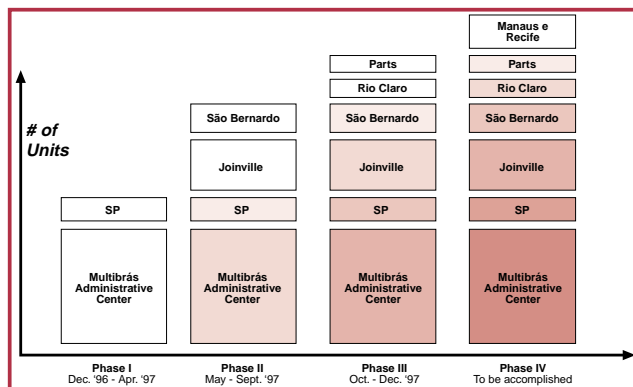 # of
Units
SP
Multibrás
Administrative
Center
Phase I
Dec. '96 - Apr. '97
São Bernardo
Joinville
SP
Multibrás
Administrative
Center
Phase II
May - Sept. '97
Parts
Rio Claro
São Bernardo
Joinville
SP
Multibrás
Administrative
Center
Phase III
Oct. - Dec. '97
Manaus e
Recife
Parts
Rio Claro
São Bernardo
Joinville
SP
Multibrás
Administrative
Center
Phase IV
To be accomplished